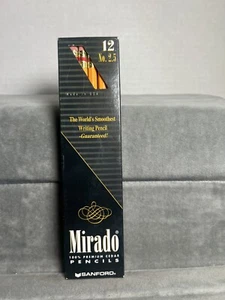 12
No. 2.5
The World's Smoothest
Writing Pencil
-Guaranteed!
Mirado®
100% PREMIUM CEDAR
PENCILS
SANFORD.